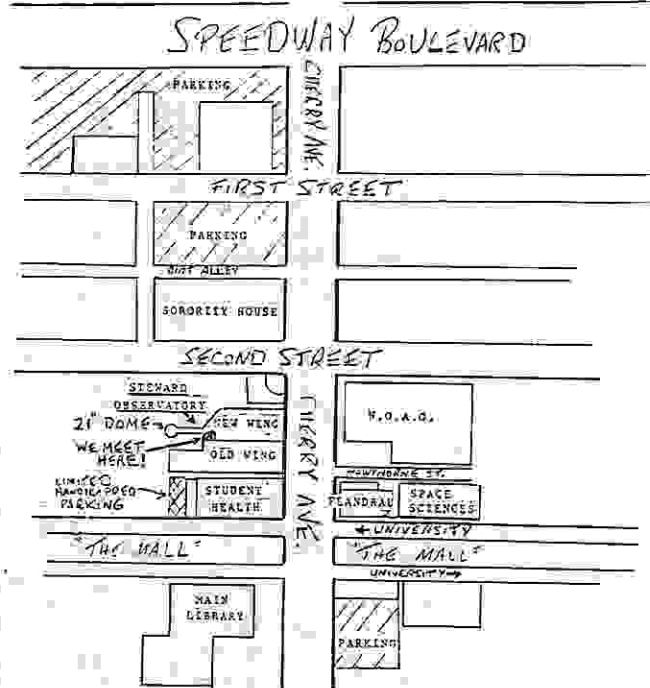 SPEEDWAY BOULEVARD
CHERRY AVE.
PARKING
FIRST STREET
PARKING
DIRT ALLEY
SORORITY HOUSE
SECOND STREET
STEWARD
OBSERVATORY
21" DOME
NEW WING
WE MEET
HERE!
OLD WING
CHERRY AVE.
N.O.A.O.
HAWTHORNE ST.
LIMITED
HANDICAPPED
PARKING
STUDENT
HEALTH
FLANDRAU
SPACE
SCIENCES
UNIVERSITY
"THE MALL"
"THE MALL"
UNIVERSITY
MAIN
LIBRARY
PARKING